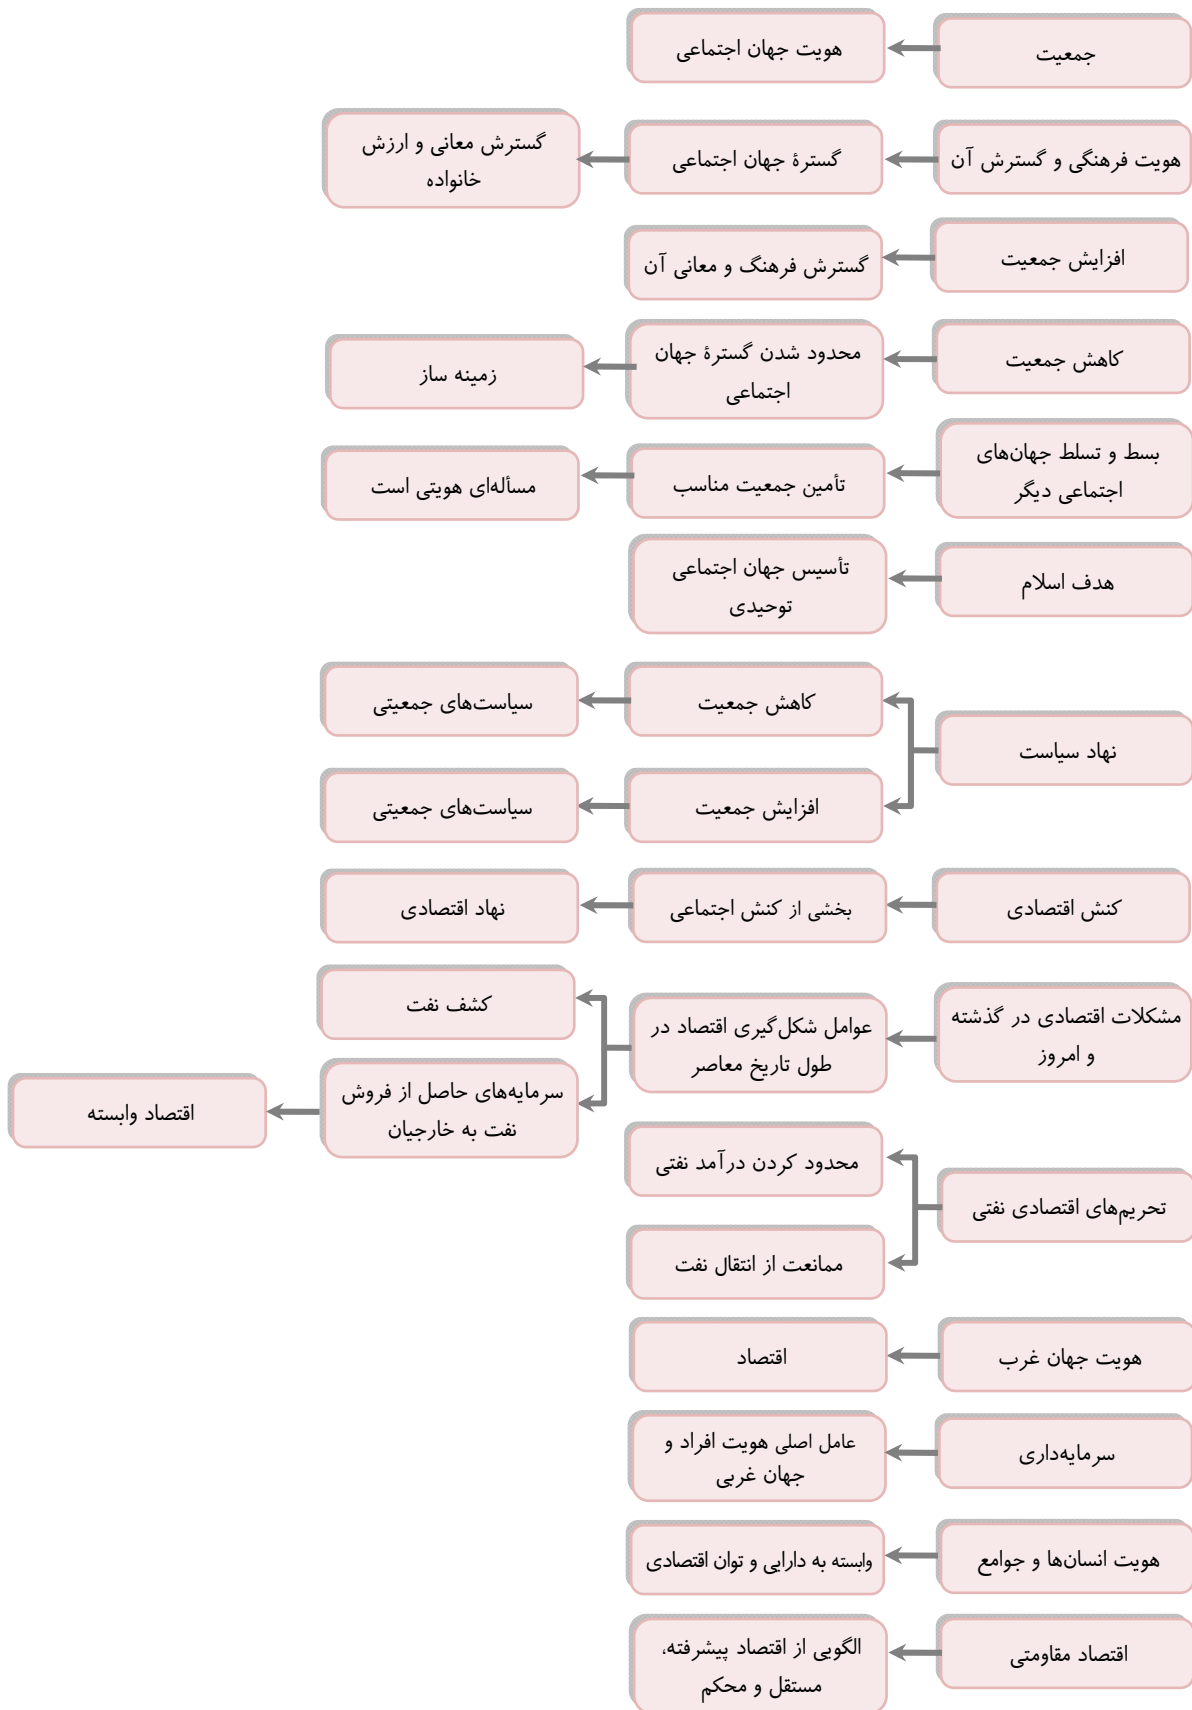 جمعیت
هویت جهان اجتماعی
هویت فرهنگی و گسترش آن
گسترهٔ جهان اجتماعی
گسترش معانی و ارزش
خانواده
افزایش جمعیت
گسترش فرهنگ و معانی آن
کاهش جمعیت
محدود شدن گسترهٔ جهان
اجتماعی
زمینه ساز
بسط و تسلط جهان‌های
اجتماعی دیگر
تأمین جمعیت مناسب
مسأله‌ای هویتی است
هدف اسلام
تأسیس جهان اجتماعی
توحیدی
نهاد سیاست
کاهش جمعیت
سیاست‌های جمعیتی
افزایش جمعیت
سیاست‌های جمعیتی
کنش اقتصادی
بخشی از کنش اجتماعی
نهاد اقتصادی
مشکلات اقتصادی در گذشته
و امروز
عوامل شکل‌گیری اقتصاد در
طول تاریخ معاصر
کشف نفت
سرمایه‌های حاصل از فروش
نفت به خارجیان
اقتصاد وابسته
تحریم‌های اقتصادی نفتی
محدود کردن درآمد نفتی
ممانعت از انتقال نفت
هویت جهان غرب
اقتصاد
سرمایه‌داری
عامل اصلی هویت افراد و
جهان غربی
هویت انسان‌ها و جوامع
وابسته به دارایی و توان اقتصادی
اقتصاد مقاومتی
الگویی از اقتصاد پیشرفته،
مستقل و محکم